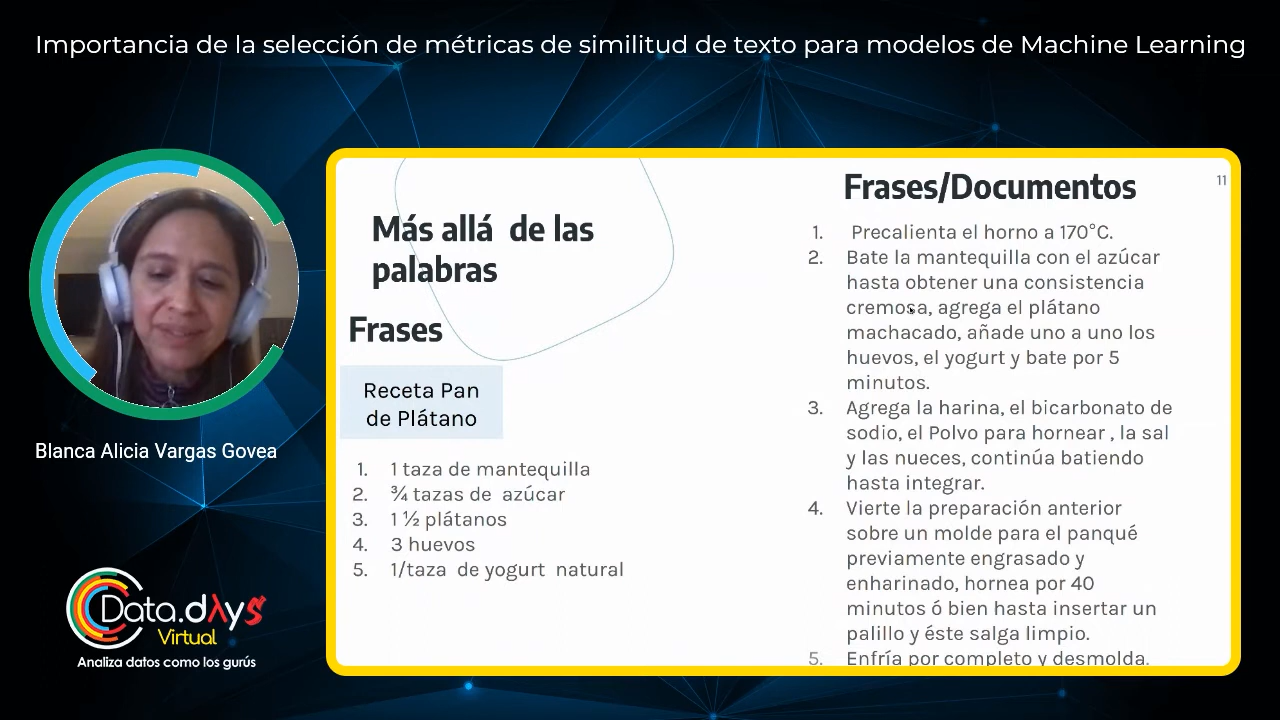 Importancia de la selección de métricas de similitud de texto para modelos de Machine Learning
Blanca Alicia Vargas Govea
Data.dλys
Virtual
Analiza datos como los gurús
Más allá de las
palabras
Frases
Receta Pan
de Plátano
1. 1 taza de mantequilla
2. ¾ tazas de azúcar
3. 1 ½ plátanos
4. 3 huevos
5. 1/taza de yogurt natural
Frases/Documentos
11
1. Precalienta el horno a 170°C.
2. Bate la mantequilla con el azúcar
hasta obtener una consistencia
cremosa, agrega el plátano
machacado, añade uno a uno los
huevos, el yogurt y bate por 5
minutos.
3. Agrega la harina, el bicarbonato de
sodio, el Polvo para hornear , la sal
y las nueces, continúa batiendo
hasta integrar.
4. Vierte la preparación anterior
sobre un molde para el panqué
previamente engrasado y
enharinado, hornea por 40
minutos ó bien hasta insertar un
palillo y éste salga limpio.
5. Enfría por completo y desmolda.